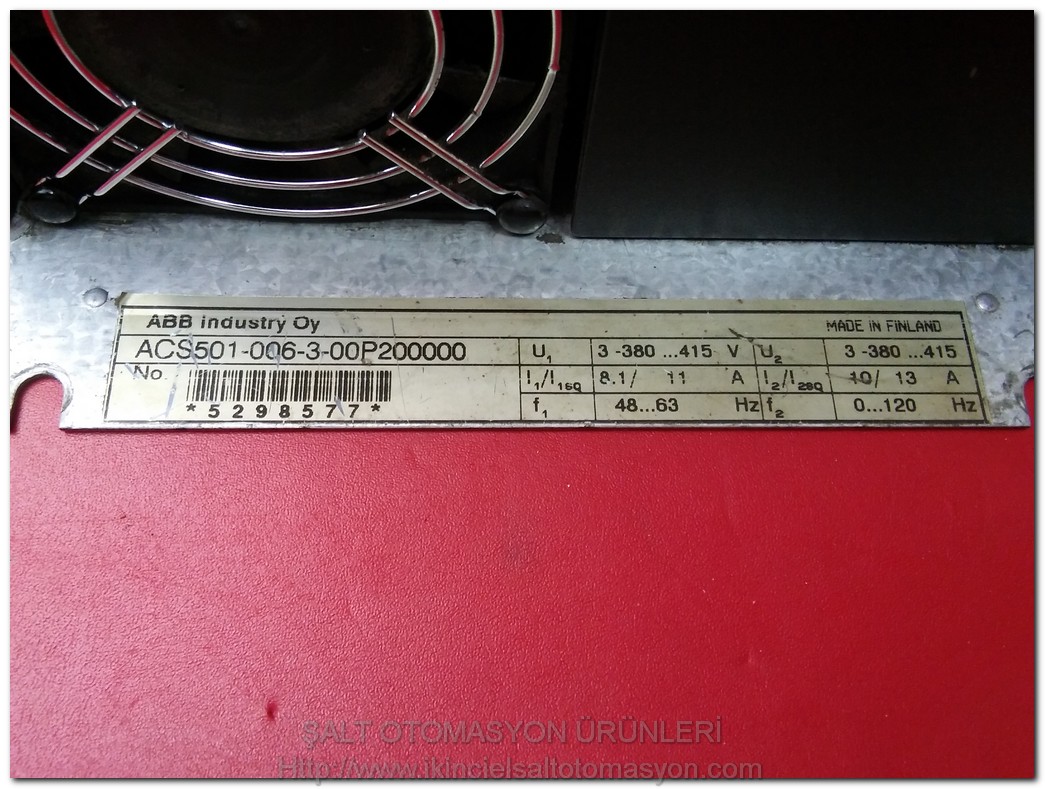 ABB Industry Oy MADE IN FINLAND
ACS501-006-3-00P200000 U1 3 -380 ...415 V U2 3 -380 ...415
No I1/I1SQ 8.1/ 11 A I2/I2SQ 10/ 13 A
*5298577* f1 48...63 Hz f2 0...120 Hz
ŞALT OTOMASYON ÜRÜNLERİ
Http://www.ikincielsaltotomasyon.com